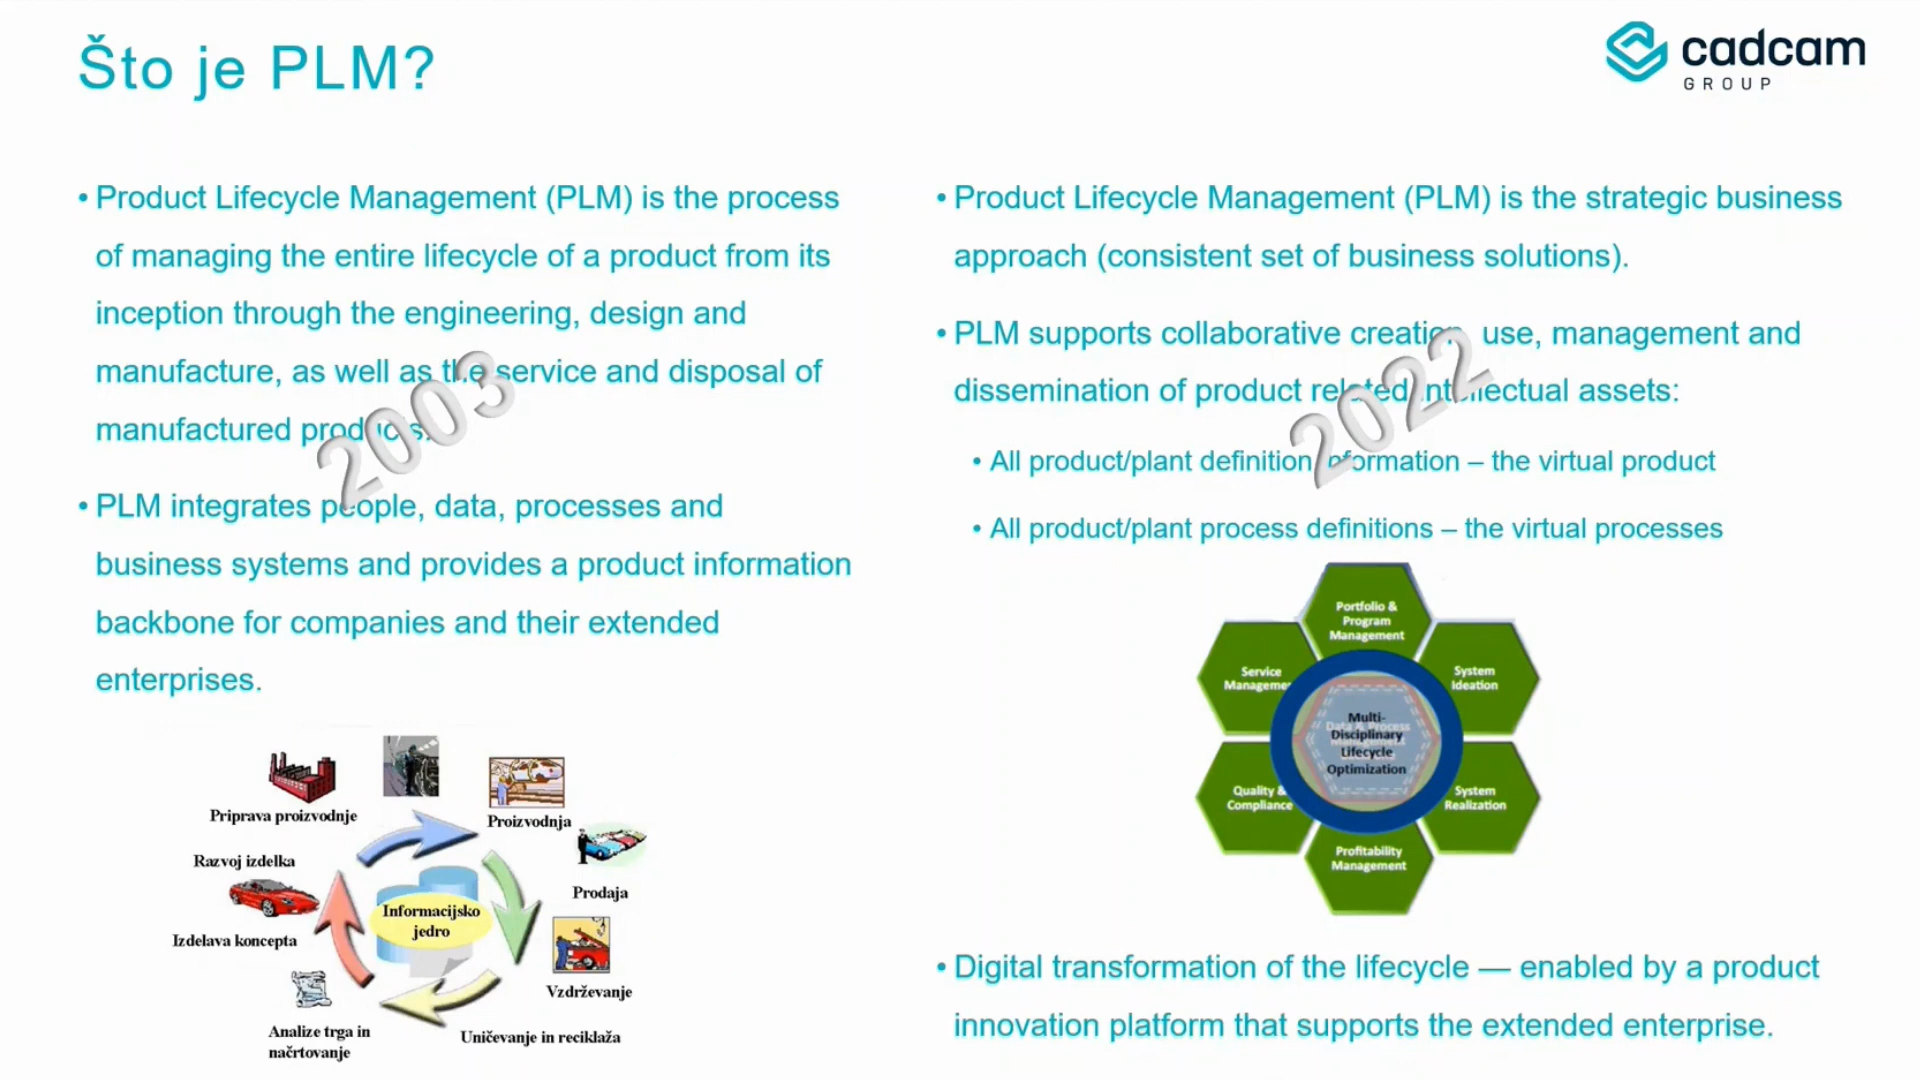 Što je PLM?
cadcam
GROUP
• Product Lifecycle Management (PLM) is the process
of managing the entire lifecycle of a product from its
inception through the engineering, design and
manufacture, as well as the service and disposal of
manufactured products.
2003
• PLM integrates people, data, processes and
business systems and provides a product information
backbone for companies and their extended
enterprises.
Priprava proizvodnje
Proizvodnja
Razvoj izdelka
Prodaja
Informacijsko
jedro
Izdelava koncepta
Vzdrževanje
Analize trga in
načrtovanje
Uničevanje in reciklaža
• Product Lifecycle Management (PLM) is the strategic business
approach (consistent set of business solutions).
• PLM supports collaborative creation, use, management and
dissemination of product related intellectual assets:
2022
• All product/plant definition information – the virtual product
• All product/plant process definitions – the virtual processes
Portfolio &
Program
Management
Service
Management
System
Ideation
Multi-
Disciplinary
Lifecycle
Optimization
Data & Process
Quality &
Compliance
System
Realization
Profitability
Management
• Digital transformation of the lifecycle — enabled by a product
innovation platform that supports the extended enterprise.